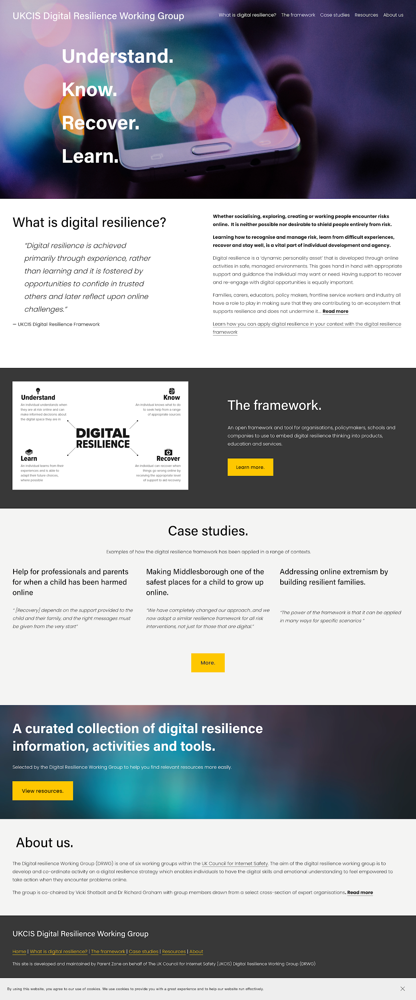 UKCIS Digital Resilience Working Group
What is digital resilience? The framework Case studies Resources About us
Understand.
Know.
Recover.
Learn.
What is digital resilience?
“Digital resilience is achieved
primarily through experience, rather
than learning and it is fostered by
opportunities to confide in trusted
others and later reflect upon online
challenges.”
— UKCIS Digital Resilience Framework
Whether socialising, exploring, creating or working people encounter risks
online. It is neither possible nor desirable to shield people entirely from risk.
Learning how to recognise and manage risk, learn from difficult experiences,
recover and stay well, is a vital part of individual development and agency.
Digital resilience is a ‘dynamic personality asset’ that is developed through online
activities in safe, managed environments. This goes hand in hand with appropriate
support and guidance the individual may want or need. Having support to recover
and re-engage with digital opportunities is equally important.
Families, carers, educators, policy makers, frontline service workers and industry all
have a role to play in making sure that they are contributing to an ecosystem that
supports resilience and does not undermine it... Read more
Learn how you can apply digital resilience in your context with the digital resilience
framework
Understand
An individual understands when
they are at risk online and can
make informed decisions about
the digital space they are in
Know
An individual knows what to do
to seek help from a range
of appropriate sources
DIGITAL
RESILIENCE
Learn
An individual learns from their
experiences and is able to
adapt their future choices,
where possible
Recover
An individual can recover when
things go wrong online by
receiving the appropriate level
of support to aid recovery
The framework.
An open framework and tool for organisations, policymakers, schools and
companies to use to embed digital resilience thinking into products,
education and services.
Learn more.
Case studies.
Examples of how the digital resilience framework has been applied in a range of contexts.
Help for professionals and parents
for when a child has been harmed
online
“ [Recovery] depends on the support provided to the
child and their family, and the right messages must
be given from the very start”
Making Middlesborough one of the
safest places for a child to grow up
online.
“We have completely changed our approach...and we
now adopt a similar resilience framework for all risk
interventions, not just for those that are digital.”
Addressing online extremism by
building resilient families.
“The power of the framework is that it can be applied
in many ways for specific scenarios ”
More.
A curated collection of digital resilience
information, activities and tools.
Selected by the Digital Resilience Working Group to help you find relevant resources more easily.
View resources.
About us.
The Digital resilience Working Group (DRWG) is one of six working groups within the UK Council for Internet Safety. The aim of the digital resilience working group is to
develop and co-ordinate activity on a digital resilience strategy which enables individuals to have the digital skills and emotional understanding to feel empowered to
take action when they encounter problems online.
The group is co-chaired by Vicki Shotbolt and Dr Richard Graham with group members drawn from a select cross-section of expert organisations. Read more
UKCIS Digital Resilience Working Group
Home | What is digital resilience? | The framework | Case studies | Resources | About
This site is developed and maintained by Parent Zone on behalf of The UK Council for Internet Safety (UKCIS) Digital Resilience Working Group (DRWG)
By using this website, you agree to our use of cookies. We use cookies to provide you with a great experience and to help our website run effectively.